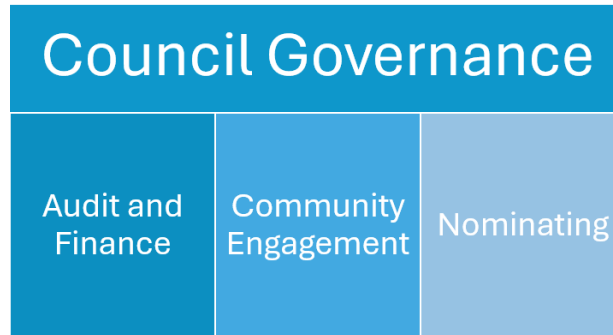 Council Governance
Audit and
Finance
Community
Engagement
Nominating